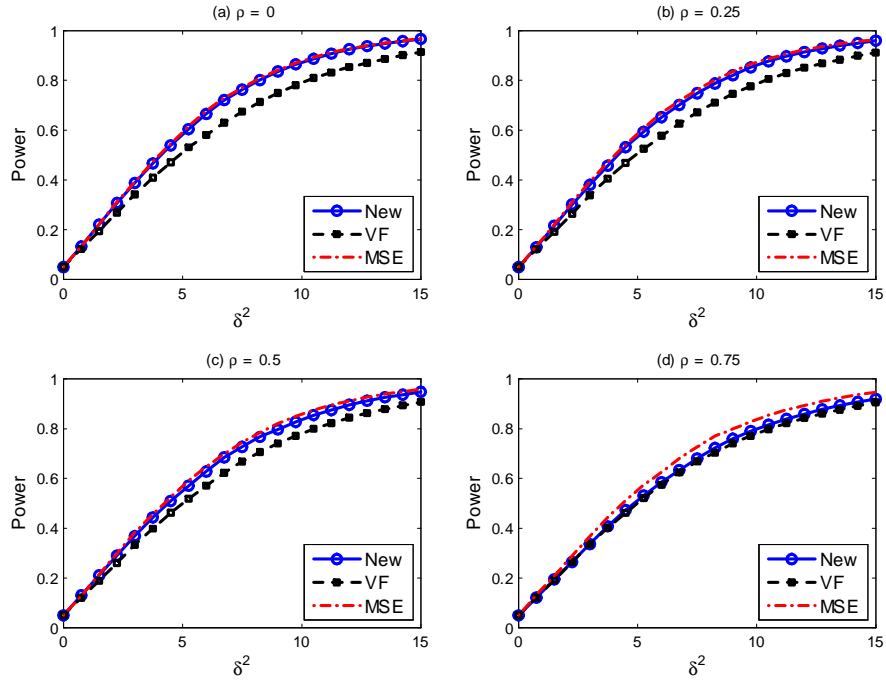 (a) ρ = 0
1
0.8
0.6
0.4
0.2
0
Power
0 5 10 15
δ²
New
VF
MSE
(b) ρ = 0.25
1
0.8
0.6
0.4
0.2
0
Power
0 5 10 15
δ²
New
VF
MSE
(c) ρ = 0.5
1
0.8
0.6
0.4
0.2
0
Power
0 5 10 15
δ²
New
VF
MSE
(d) ρ = 0.75
1
0.8
0.6
0.4
0.2
0
Power
0 5 10 15
δ²
New
VF
MSE